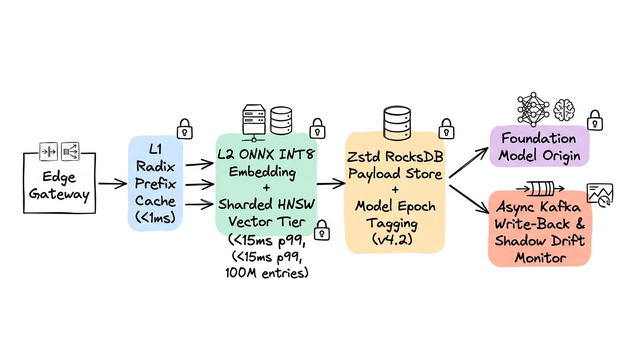 Edge
Gateway
L1
Radix
Prefix
Cache
(<1ms)
L2 ONNX INT8
Embedding
+
Sharded HNSW
Vector Tier
(<15ms p99,
(<15ms p99,
100M entries)
Zstd RocksDB
Payload Store
+
Model Epoch
Tagging
(v4.2)
Foundation
Model Origin
Async Kafka
Write-Back &
Shadow Drift
Monitor